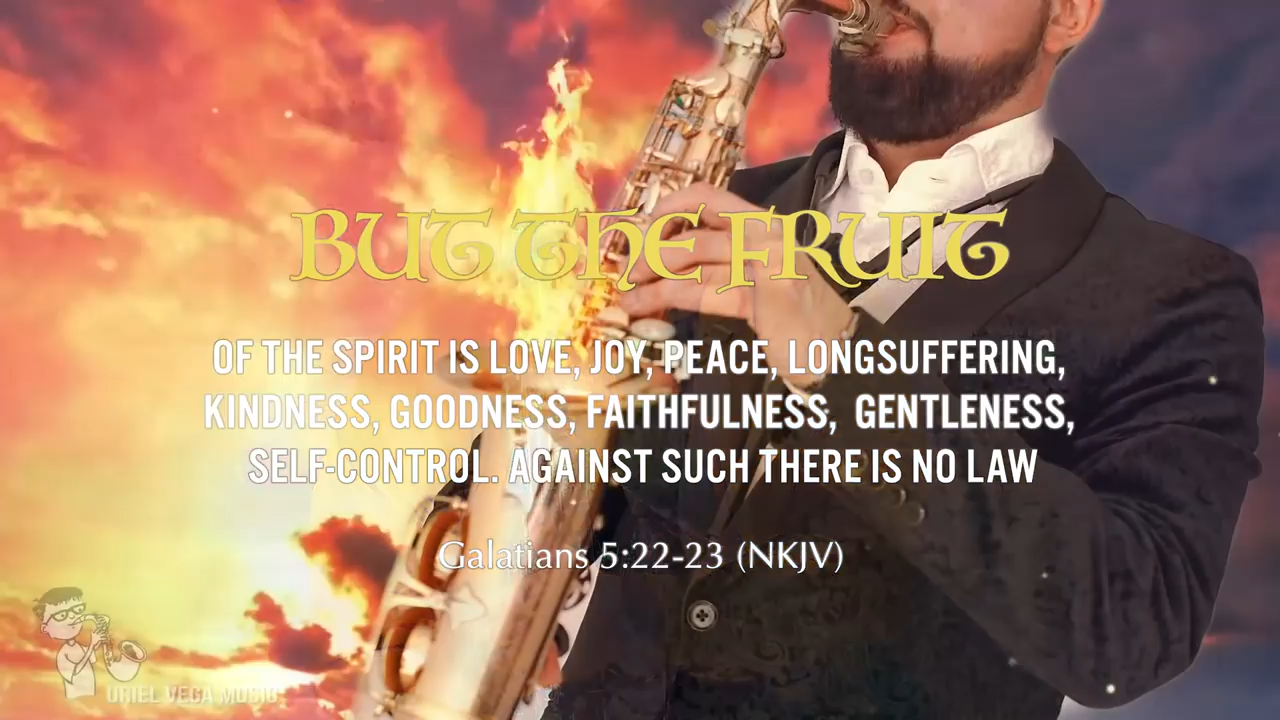 BUT THE FRUIT
OF THE SPIRIT IS LOVE, JOY, PEACE, LONGSUFFERING,
KINDNESS, GOODNESS, FAITHFULNESS, GENTLENESS,
SELF-CONTROL. AGAINST SUCH THERE IS NO LAW
Galatians 5:22-23 (NKJV)
URIEL VEGA MUSIC